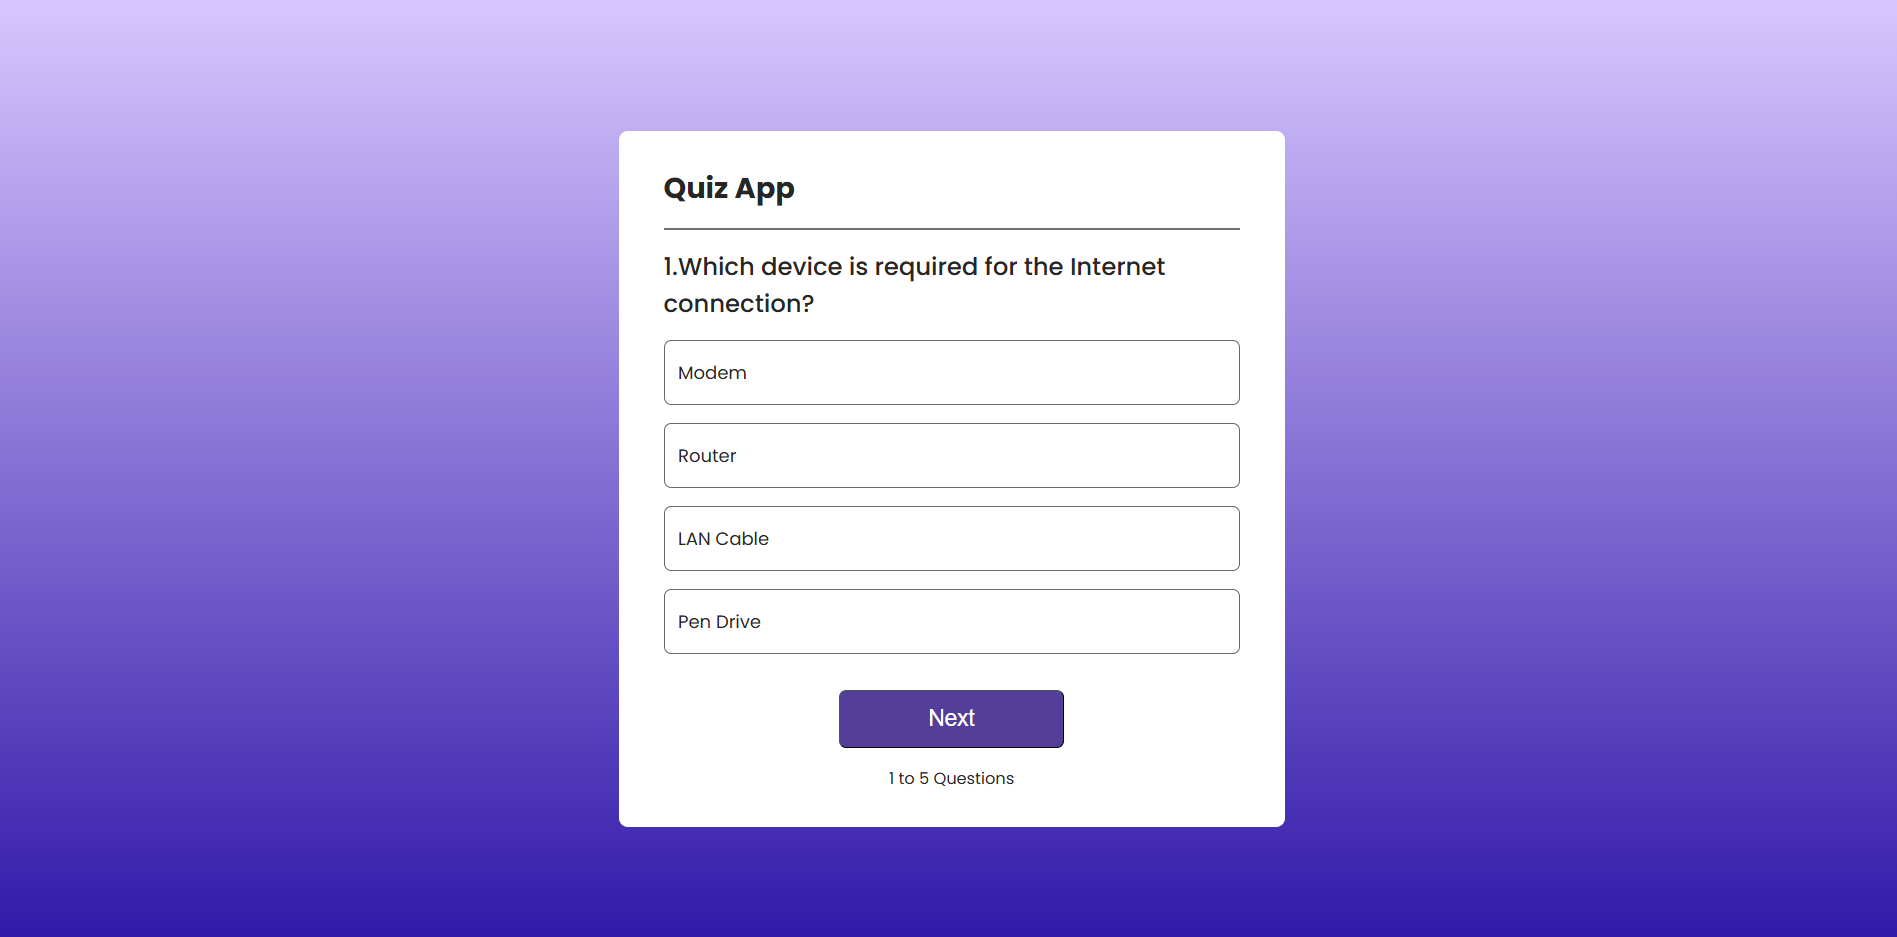 Quiz App
1.Which device is required for the Internet
connection?
Modem
Router
LAN Cable
Pen Drive
Next
1 to 5 Questions